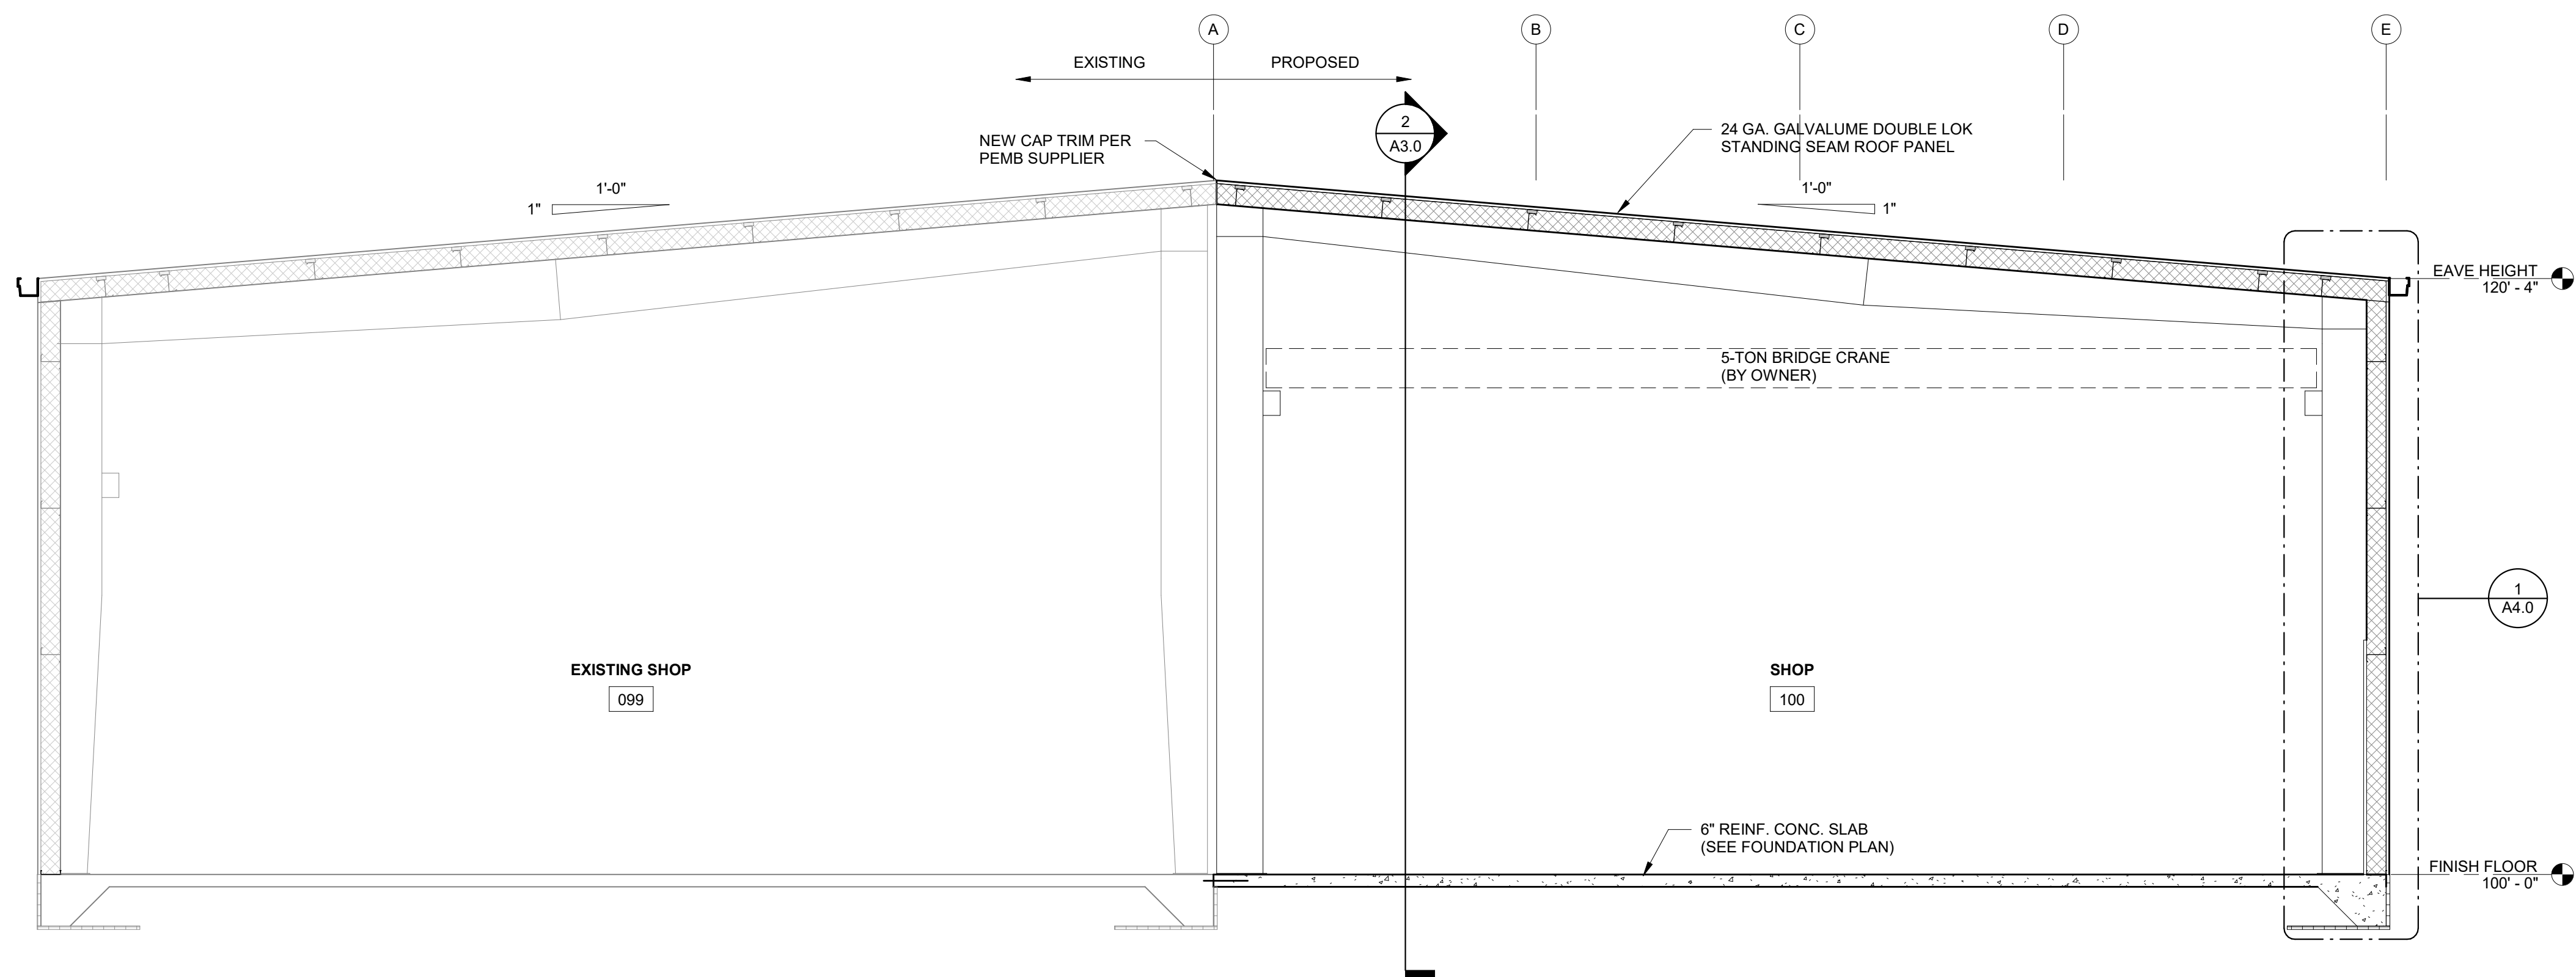 A
B
C
D
E
EXISTING
PROPOSED
NEW CAP TRIM PER
PEMB SUPPLIER
2
A3.0
24 GA. GALVALUME DOUBLE LOK
STANDING SEAM ROOF PANEL
1'-0"
1"
1'-0"
1"
EAVE HEIGHT
120' - 4"
5-TON BRIDGE CRANE
(BY OWNER)
1
A4.0
EXISTING SHOP
099
SHOP
100
6" REINF. CONC. SLAB
(SEE FOUNDATION PLAN)
FINISH FLOOR
100' - 0"